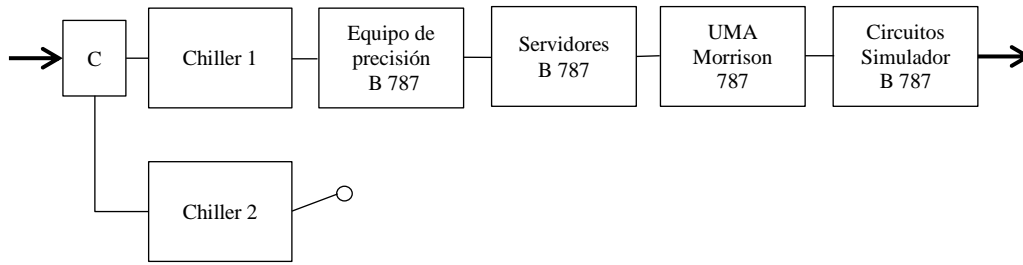 C
Chiller 1
Equipo de
precisión
B 787
Servidores
B 787
UMA
Morrison
787
Circuitos
Simulador
B 787
Chiller 2